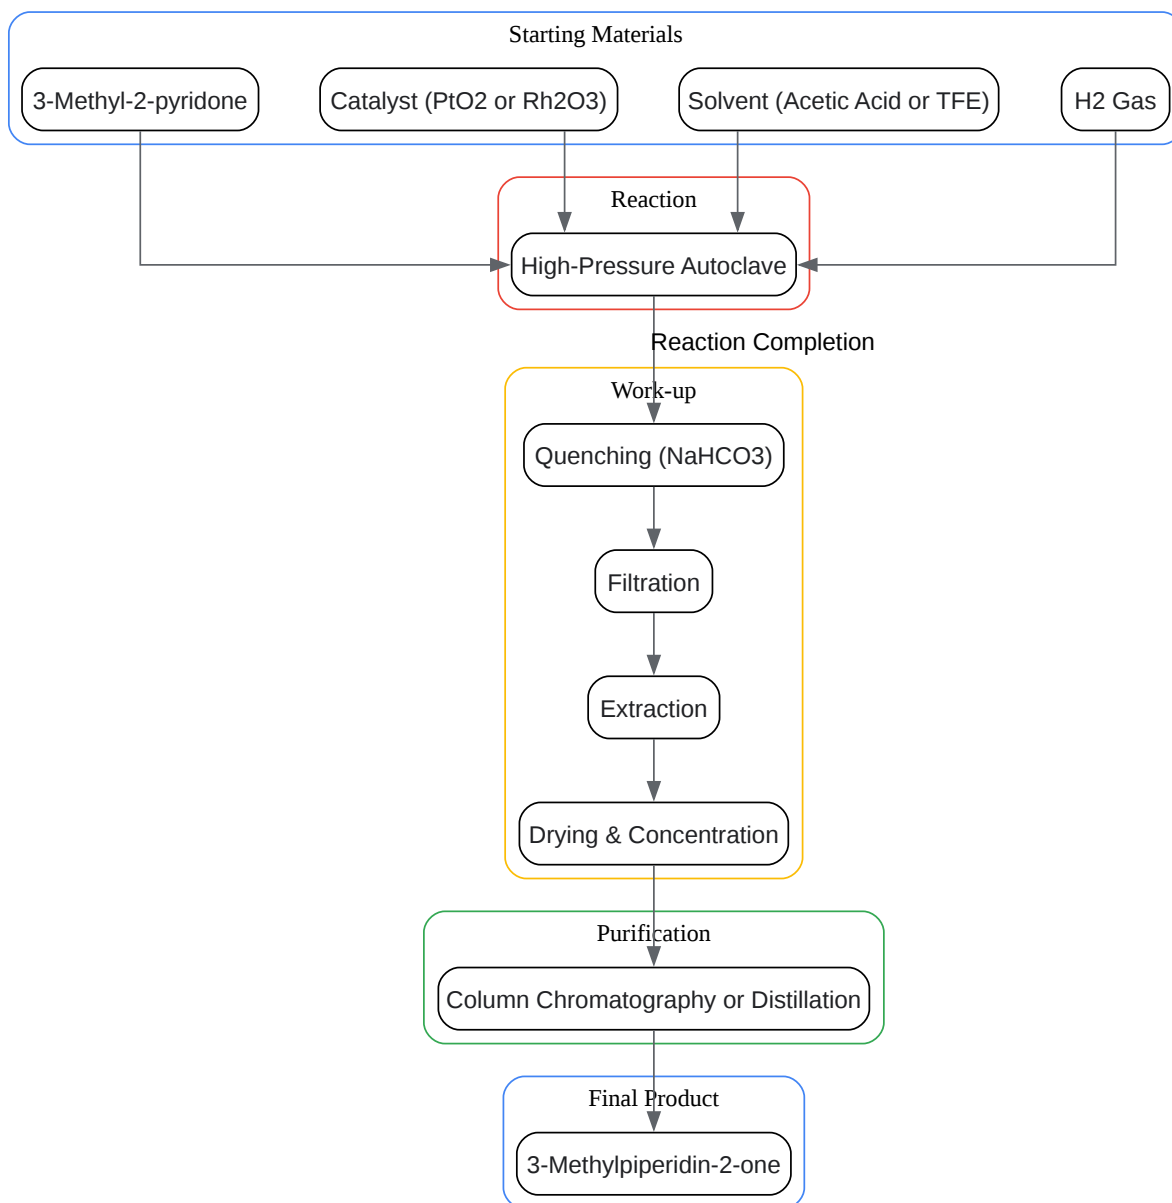 Starting Materials
3-Methyl-2-pyridone
Catalyst (PtO2 or Rh2O3)
Solvent (Acetic Acid or TFE)
H2 Gas
Reaction
High-Pressure Autoclave
Reaction Completion
Work-up
Quenching (NaHCO3)
Filtration
Extraction
Drying & Concentration
Purification
Column Chromatography or Distillation
Final Product
3-Methylpiperidin-2-one